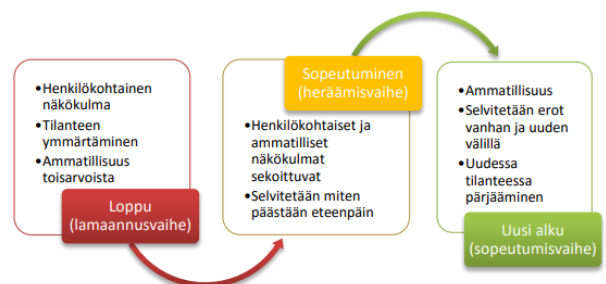 •Henkilökohtainen
näkökulma
•Tilanteen
ymmärtäminen
•Ammatillisuus
toisarvoista
Loppu
(lamaannusvaihe)
Sopeutuminen
(heräämisvaihe)
•Henkilökohtaiset ja
ammatilliset
näkökulmat
sekoittuvat
•Selvitetään miten
päästään eteenpäin
•Ammatillisuus
•Selvitetään erot
vanhan ja uuden
välillä
•Uudessa
tilanteessa
pärjääminen
Uusi alku
(sopeutumisvaihe)